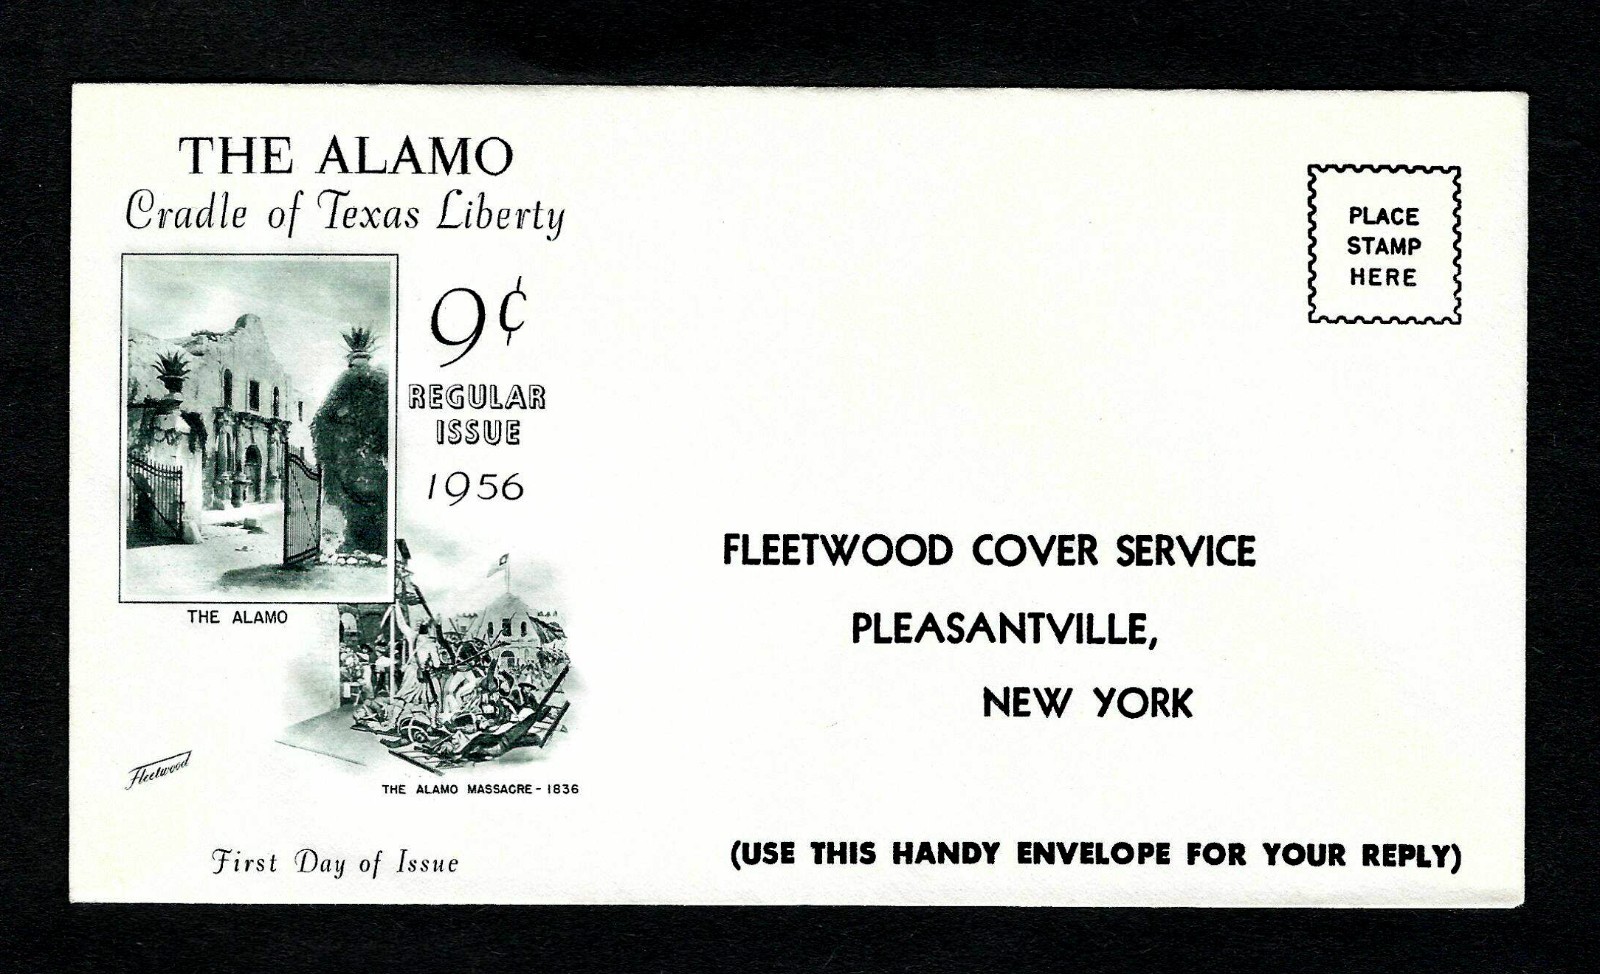 THE ALAMO
Cradle of Texas Liberty
9¢
REGULAR
ISSUE
1956
THE ALAMO
THE ALAMO MASSACRE - 1836
Fleetwood
First Day of Issue
PLACE
STAMP
HERE
FLEETWOOD COVER SERVICE
PLEASANTVILLE,
NEW YORK
(USE THIS HANDY ENVELOPE FOR YOUR REPLY)